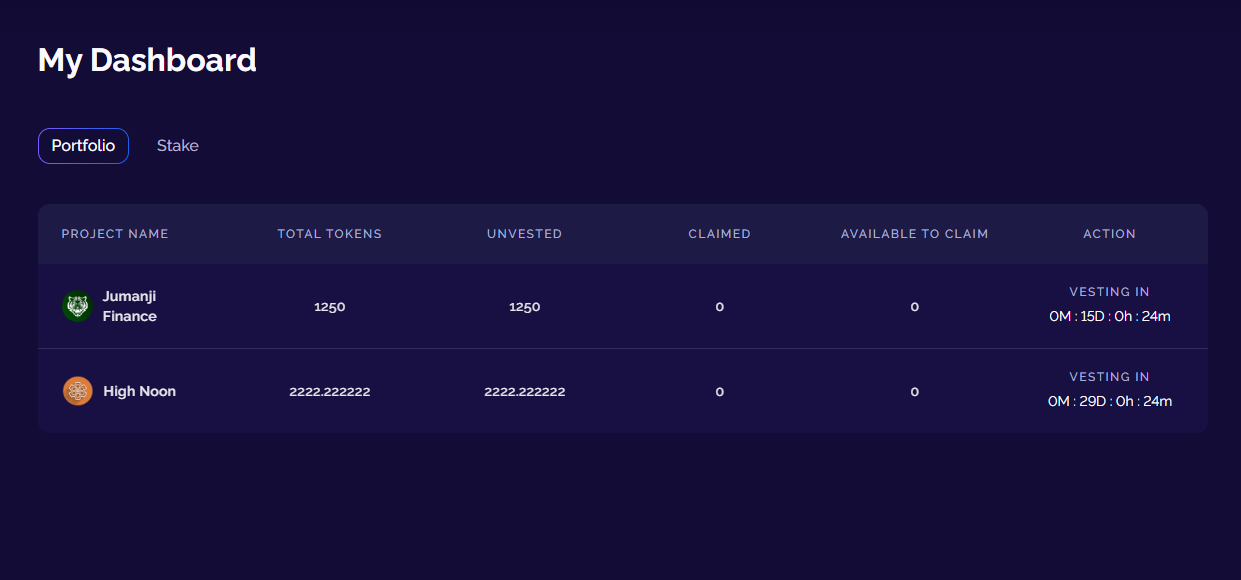 My Dashboard
Portfolio Stake
PROJECT NAME TOTAL TOKENS UNVESTED CLAIMED AVAILABLE TO CLAIM ACTION
Jumanji Finance 1250 1250 0 0 VESTING IN
0M : 15D : 0h : 24m
High Noon 2222.222222 2222.222222 0 0 VESTING IN
0M : 29D : 0h : 24m